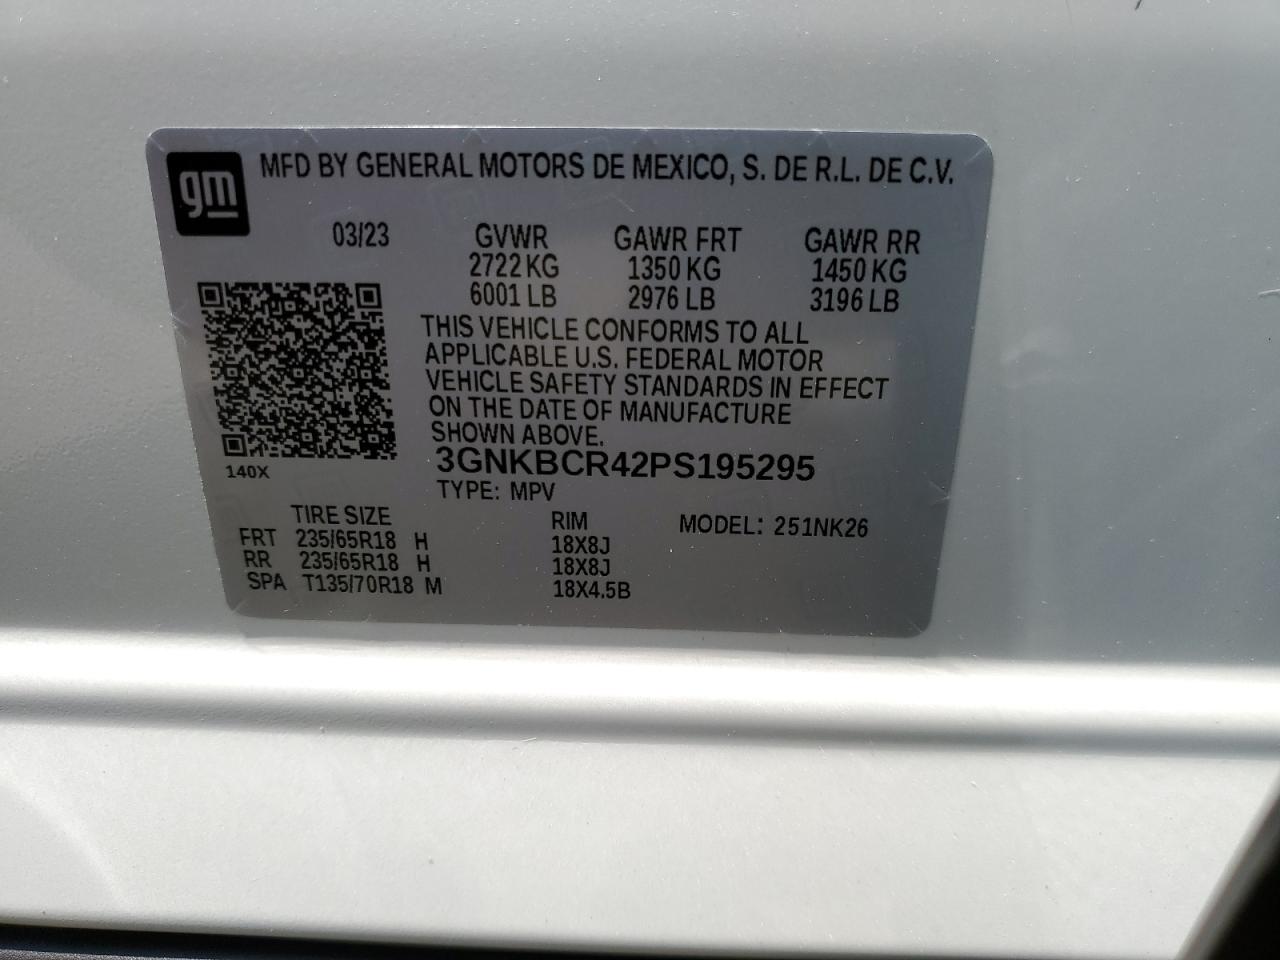 gm MFD BY GENERAL MOTORS DE MEXICO, S. DE R.L. DE C.V.
03/23 GVWR GAWR FRT GAWR RR
2722 KG 1350 KG 1450 KG
6001 LB 2976 LB 3196 LB
THIS VEHICLE CONFORMS TO ALL
APPLICABLE U.S. FEDERAL MOTOR
VEHICLE SAFETY STANDARDS IN EFFECT
ON THE DATE OF MANUFACTURE
SHOWN ABOVE.
140X
3GNKBCR42PS195295
TYPE: MPV
TIRE SIZE RIM MODEL: 251NK26
FRT 235/65R18 H 18X8J
RR 235/65R18 H 18X8J
SPA T135/70R18 M 18X4.5B